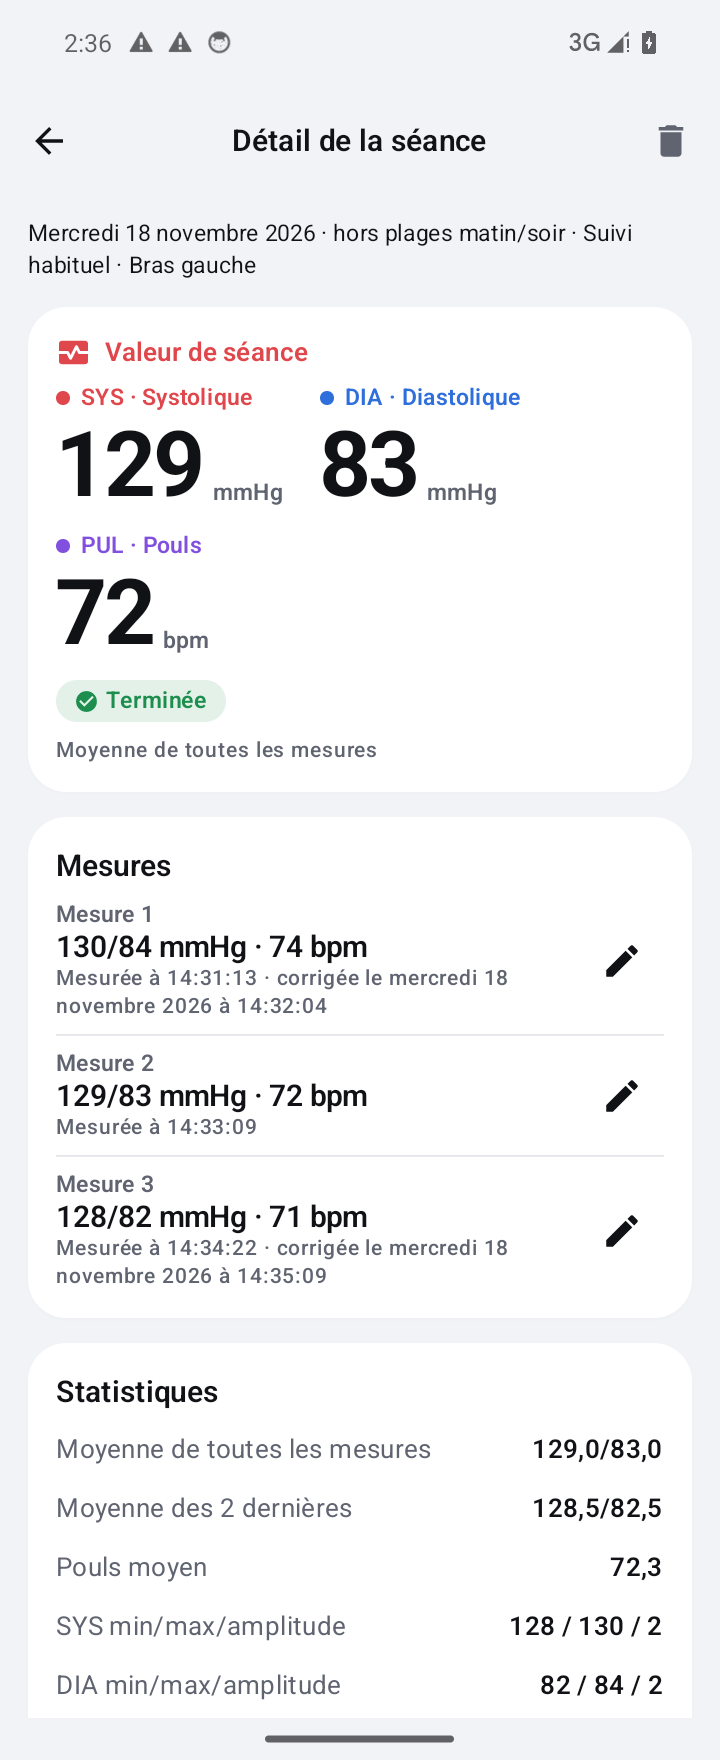 2:36
3G
Détail de la séance
Mercredi 18 novembre 2026 · hors plages matin/soir · Suivi
habituel · Bras gauche
Valeur de séance
SYS · Systolique
DIA · Diastolique
129 mmHg
83 mmHg
PUL · Pouls
72 bpm
Terminée
Moyenne de toutes les mesures
Mesures
Mesure 1
130/84 mmHg · 74 bpm
Mesurée à 14:31:13 · corrigée le mercredi 18
novembre 2026 à 14:32:04
Mesure 2
129/83 mmHg · 72 bpm
Mesurée à 14:33:09
Mesure 3
128/82 mmHg · 71 bpm
Mesurée à 14:34:22 · corrigée le mercredi 18
novembre 2026 à 14:35:09
Statistiques
Moyenne de toutes les mesures 129,0/83,0
Moyenne des 2 dernières 128,5/82,5
Pouls moyen 72,3
SYS min/max/amplitude 128 / 130 / 2
DIA min/max/amplitude 82 / 84 / 2